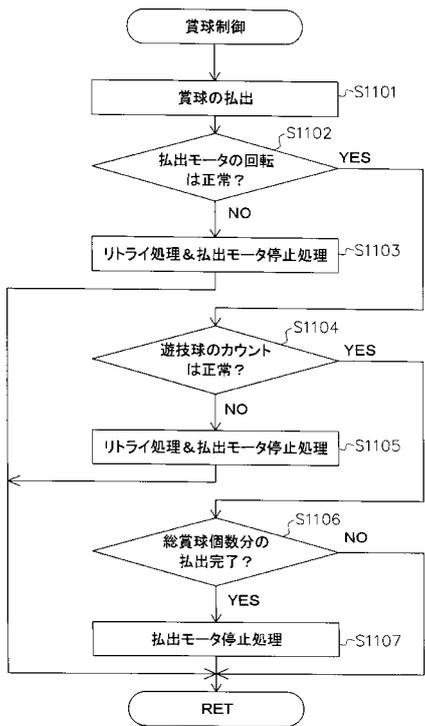 賞球制御
賞球の払出
S1101
S1102
払出モータの回転
は正常？
YES
NO
リトライ処理＆払出モータ停止処理
S1103
S1104
遊技球のカウント
は正常？
YES
NO
リトライ処理＆払出モータ停止処理
S1105
S1106
総賞球個数分の
払出完了？
NO
YES
払出モータ停止処理
S1107
RET